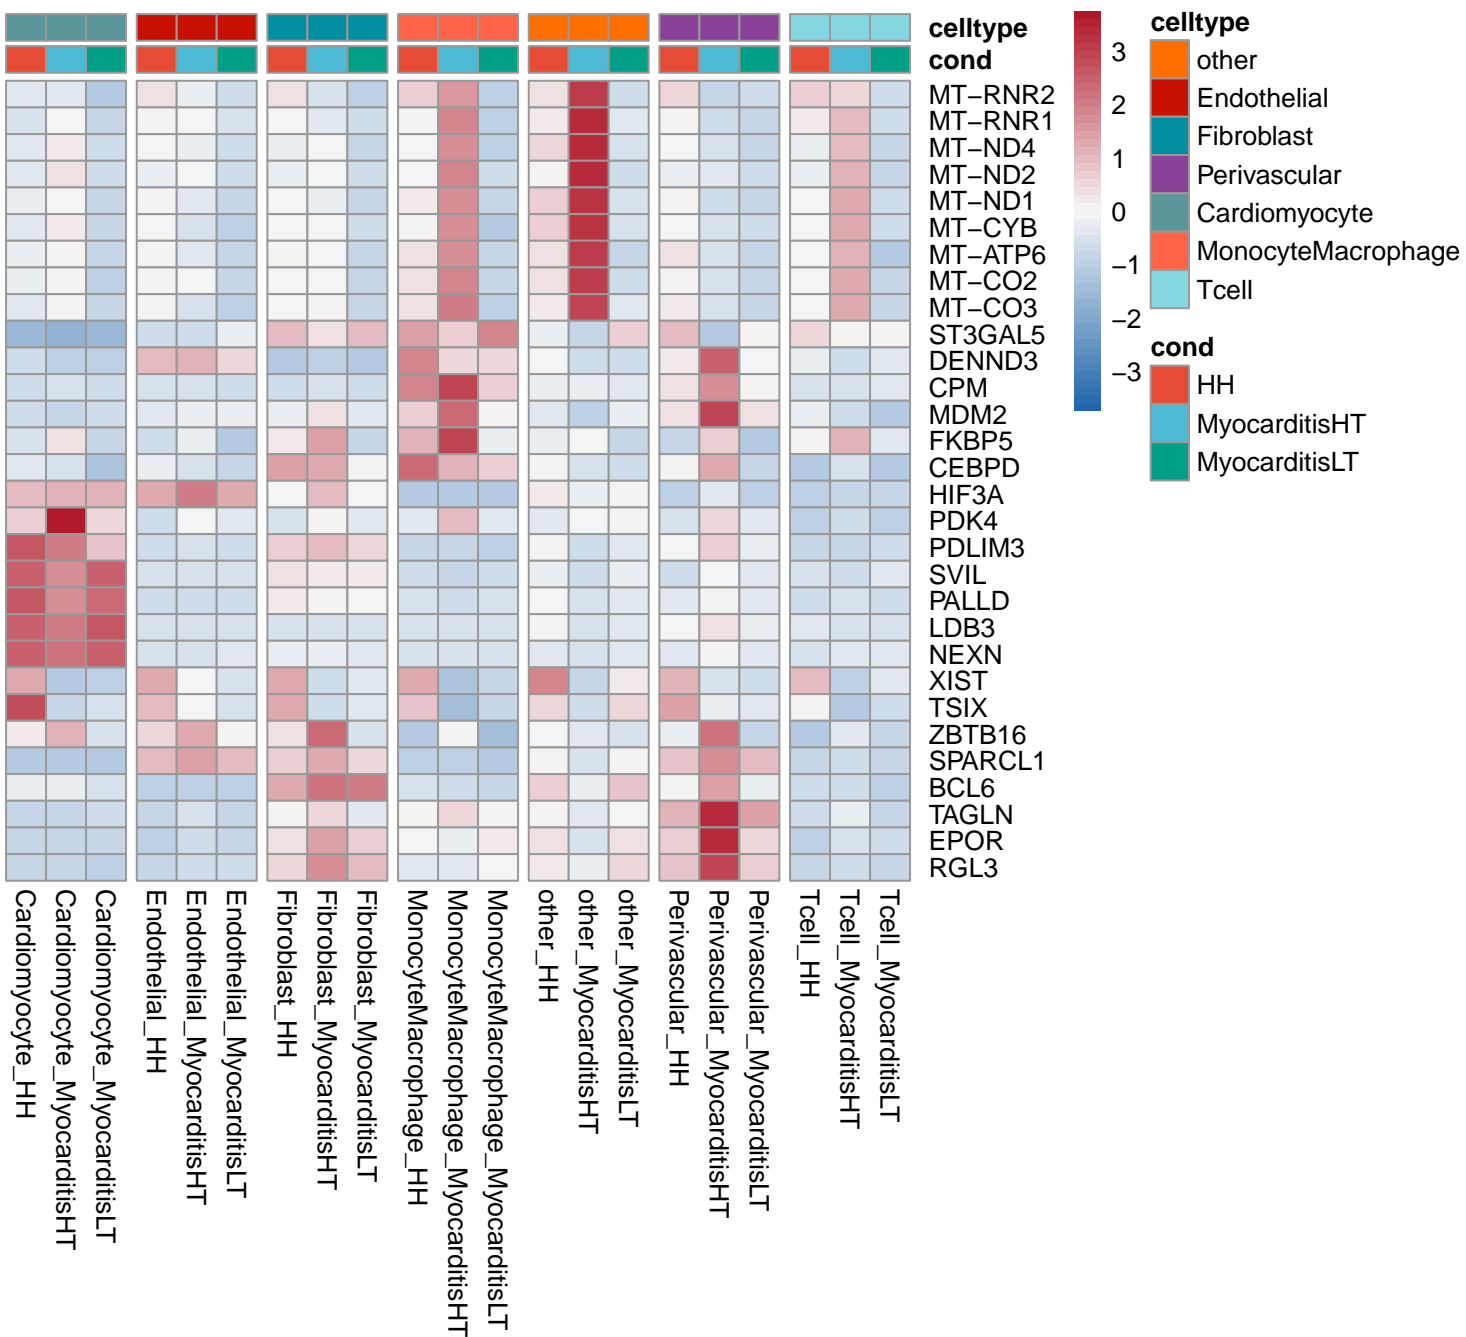 celltype
cond
MT−RNR2
MT−RNR1
MT−ND4
MT−ND2
MT−ND1
MT−CYB
MT−ATP6
MT−CO2
MT−CO3
ST3GAL5
DENND3
CPM
MDM2
FKBP5
CEBPD
HIF3A
PDK4
PDLIM3
SVIL
PALLD
LDB3
NEXN
XIST
TSIX
ZBTB16
SPARCL1
BCL6
TAGLN
EPOR
RGL3
Cardiomyocyte_HH
Cardiomyocyte_MyocarditisHT
Cardiomyocyte_MyocarditisLT
Endothelial_HH
Endothelial_MyocarditisHT
Endothelial_MyocarditisLT
Fibroblast_HH
Fibroblast_MyocarditisHT
Fibroblast_MyocarditisLT
MonocyteMacrophage_HH
MonocyteMacrophage_MyocarditisHT
MonocyteMacrophage_MyocarditisLT
other_HH
other_MyocarditisHT
other_MyocarditisLT
Perivascular_HH
Perivascular_MyocarditisHT
Perivascular_MyocarditisLT
Tcell_HH
Tcell_MyocarditisHT
Tcell_MyocarditisLT
3
2
1
0
−1
−2
−3
celltype
other
Endothelial
Fibroblast
Perivascular
Cardiomyocyte
MonocyteMacrophage
Tcell
cond
HH
MyocarditisHT
MyocarditisLT